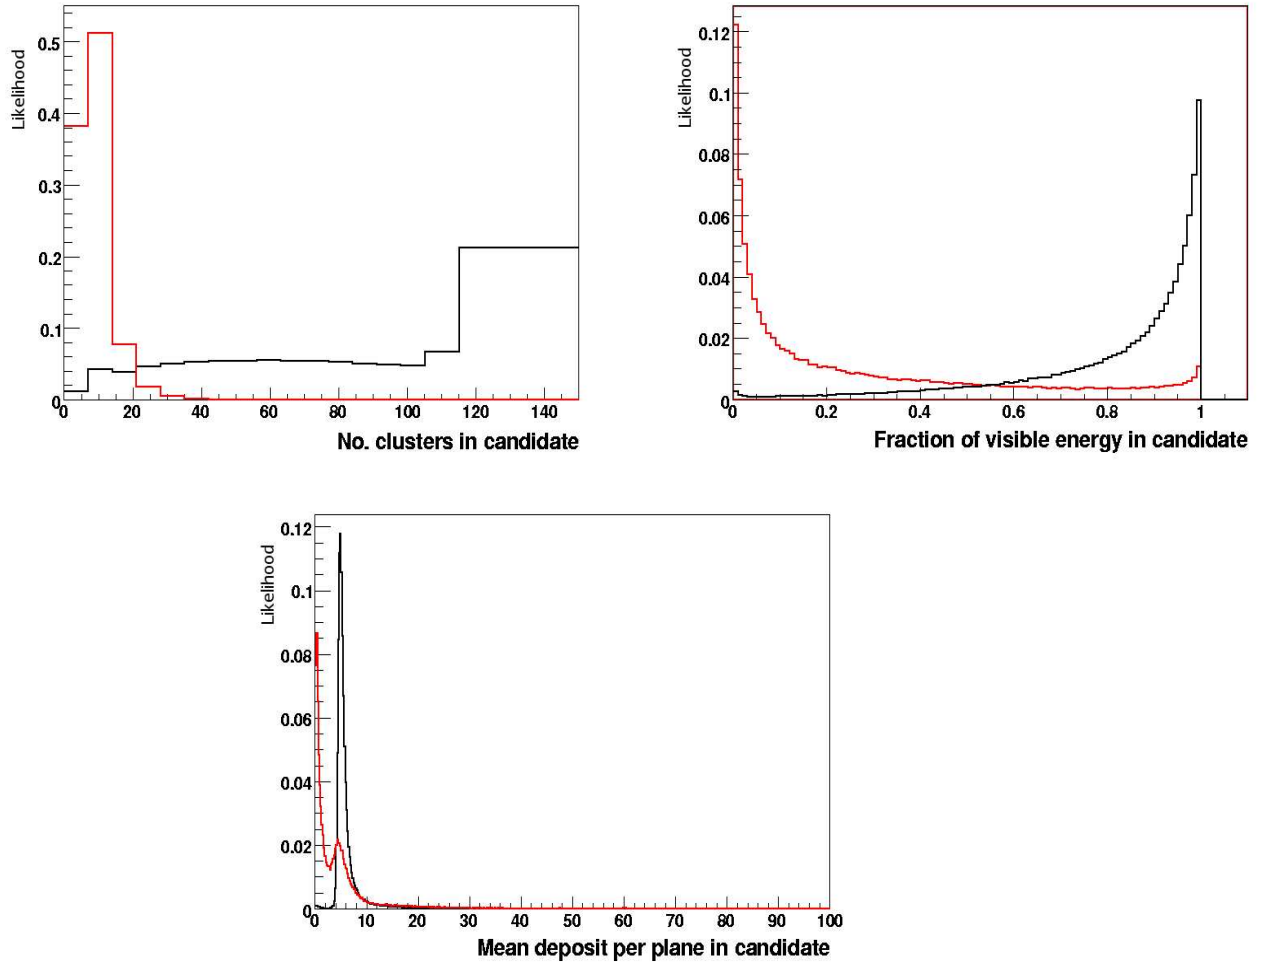 Likelihood
0.5
0.4
0.3
0.2
0.1
0
0 20 40 60 80 100 120 140
No. clusters in candidate
Likelihood
0.12
0.1
0.08
0.06
0.04
0.02
0
0 0.2 0.4 0.6 0.8 1
Fraction of visible energy in candidate
Likelihood
0.12
0.1
0.08
0.06
0.04
0.02
0
0 10 20 30 40 50 60 70 80 90 100
Mean deposit per plane in candidate